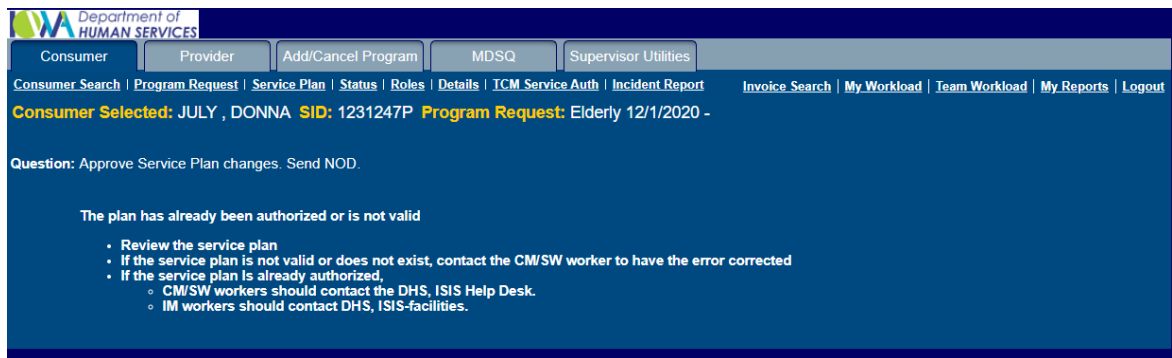 IOWA Department of
HUMAN SERVICES
Consumer Provider Add/Cancel Program MDSQ Supervisor Utilities
Consumer Search | Program Request | Service Plan | Status | Roles | Details | TCM Service Auth | Incident Report Invoice Search | My Workload | Team Workload | My Reports | Logout
Consumer Selected: JULY , DONNA SID: 1231247P Program Request: Elderly 12/1/2020 -
Question: Approve Service Plan changes. Send NOD.
The plan has already been authorized or is not valid
• Review the service plan
• If the service plan is not valid or does not exist, contact the CM/SW worker to have the error corrected
• If the service plan Is already authorized,
◦ CM/SW workers should contact the DHS, ISIS Help Desk.
◦ IM workers should contact DHS, ISIS-facilities.